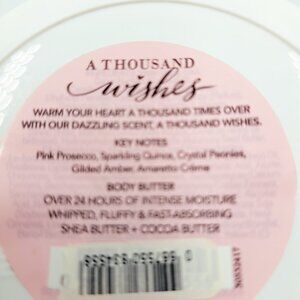 A THOUSAND
wishes
WARM YOUR HEART A THOUSAND TIMES OVER
WITH OUR DAZZLING SCENT, A THOUSAND WISHES.
KEY NOTES
Pink Prosecco, Sparkling Quince, Crystal Peonies,
Gilded Amber, Amaretto Crème
BODY BUTTER
OVER 24 HOURS OF INTENSE MOISTURE
WHIPPED, FLUFFY & FAST-ABSORBING
SHEA BUTTER + COCOA BUTTER